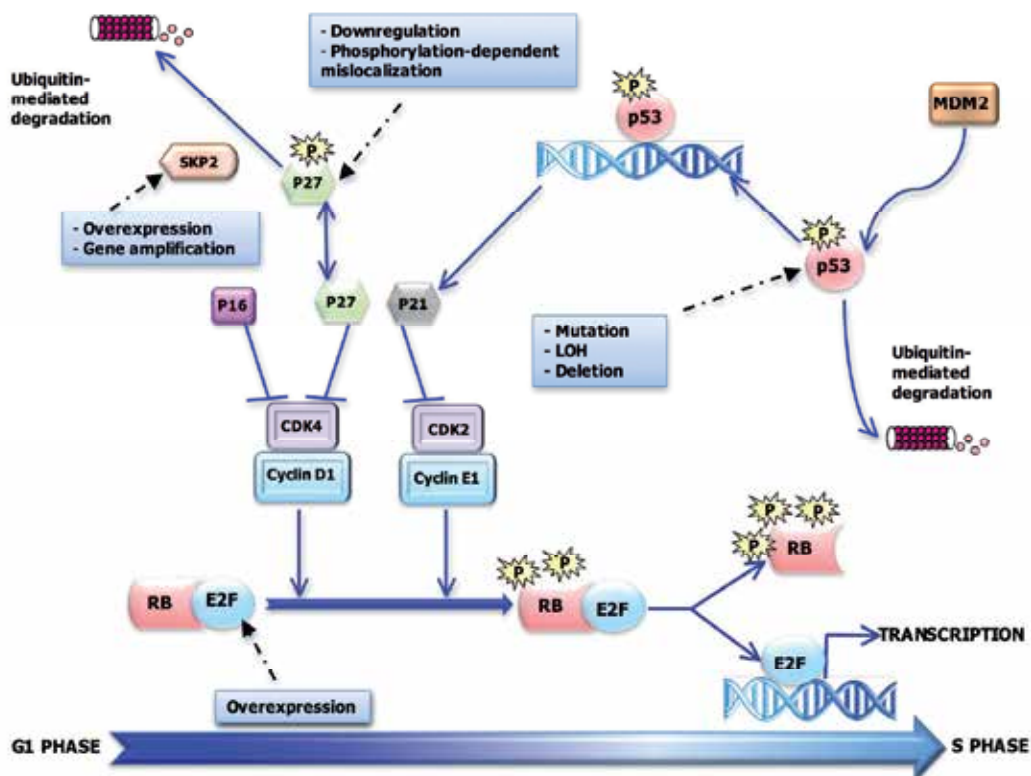 - Downregulation
- Phosphorylation-dependent
mislocalization
Ubiquitin-
mediated
degradation
P
p53
MDM2
SKP2
P
P27
- Overexpression
- Gene amplification
P
p53
P16
P27
P21
- Mutation
- LOH
- Deletion
Ubiquitin-
mediated
degradation
CDK4
Cyclin D1
CDK2
Cyclin E1
P
P
P
RB
RB
E2F
P
P
RB
E2F
E2F
TRANSCRIPTION
Overexpression
G1 PHASE
S PHASE